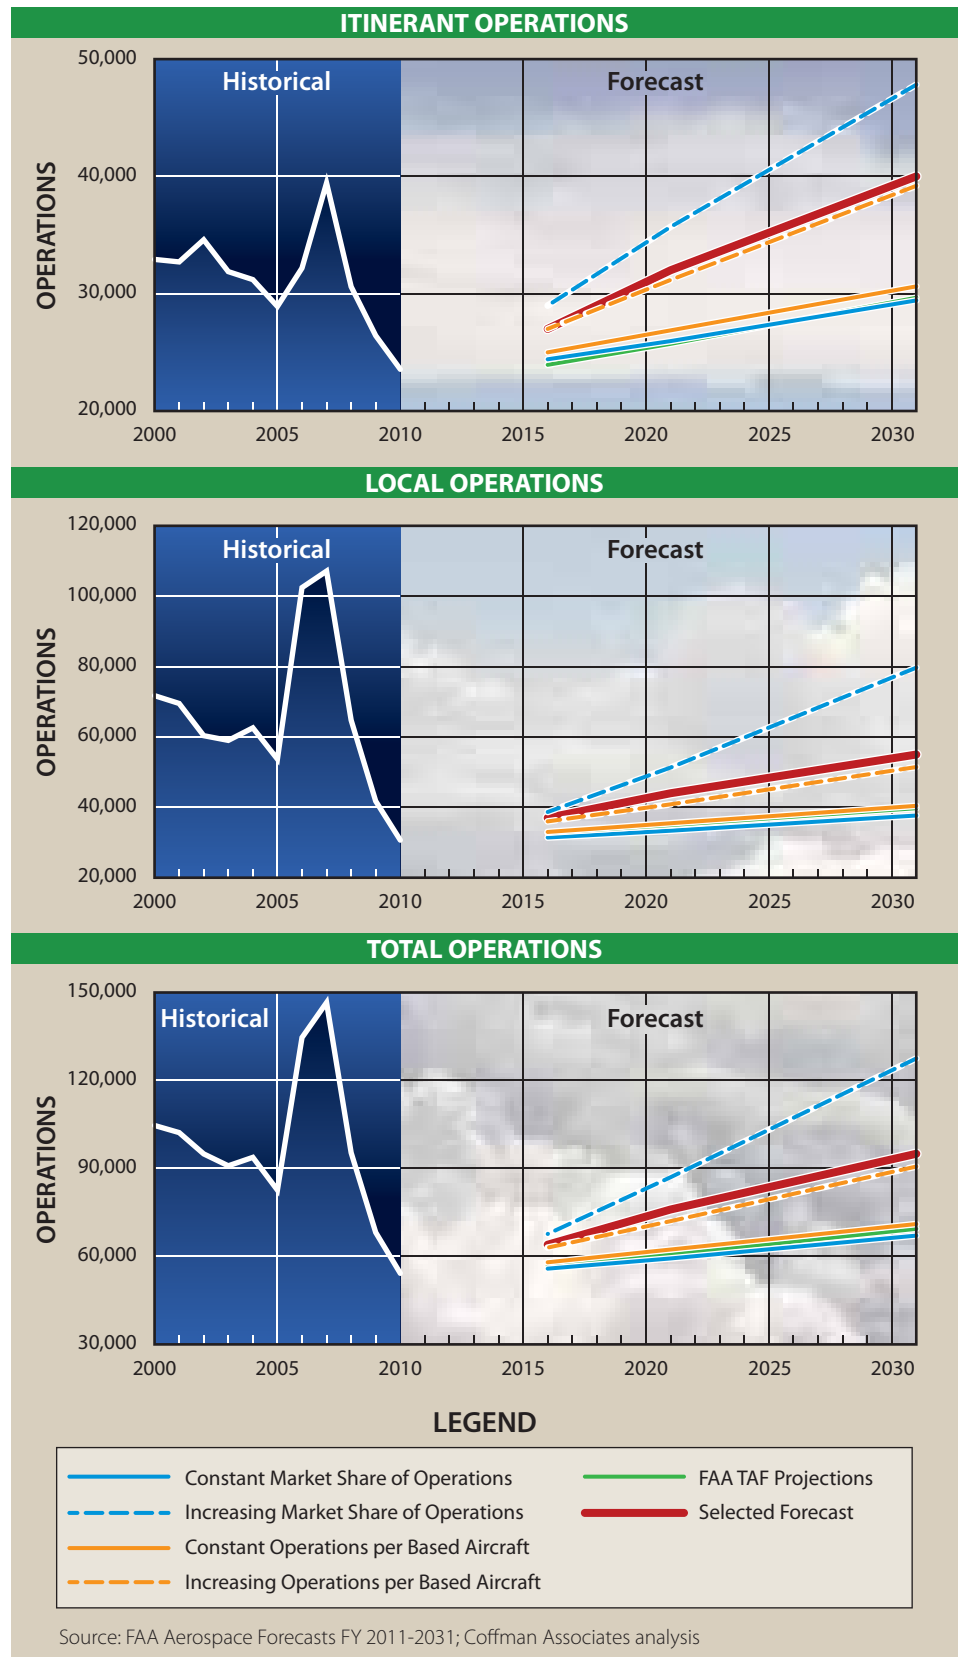 ITINERANT OPERATIONS
50,000
Historical Forecast
40,000
OPERATIONS
30,000
20,000
2000 2005 2010 2015 2020 2025 2030
LOCAL OPERATIONS
120,000
Historical Forecast
100,000
80,000
OPERATIONS
60,000
40,000
20,000
2000 2005 2010 2015 2020 2025 2030
TOTAL OPERATIONS
150,000
Historical Forecast
120,000
OPERATIONS
90,000
60,000
30,000
2000 2005 2010 2015 2020 2025 2030
LEGEND
Constant Market Share of Operations
FAA TAF Projections
Increasing Market Share of Operations
Selected Forecast
Constant Operations per Based Aircraft
Increasing Operations per Based Aircraft
Source: FAA Aerospace Forecasts FY 2011-2031; Coffman Associates analysis